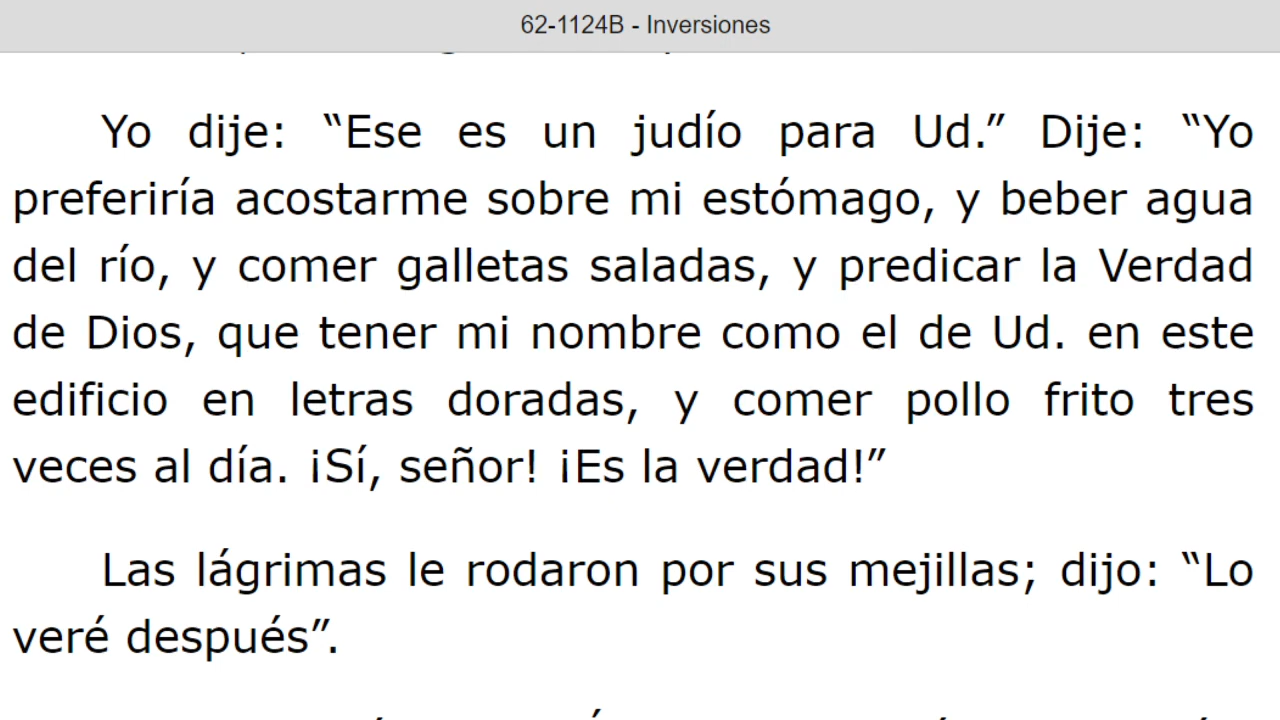 62-1124B - Inversiones
Yo dije: “Ese es un judío para Ud.” Dije: “Yo
preferiría acostarme sobre mi estómago, y beber agua
del río, y comer galletas saladas, y predicar la Verdad
de Dios, que tener mi nombre como el de Ud. en este
edificio en letras doradas, y comer pollo frito tres
veces al día. ¡Sí, señor! ¡Es la verdad!”
Las lágrimas le rodaron por sus mejillas; dijo: “Lo
veré después”.